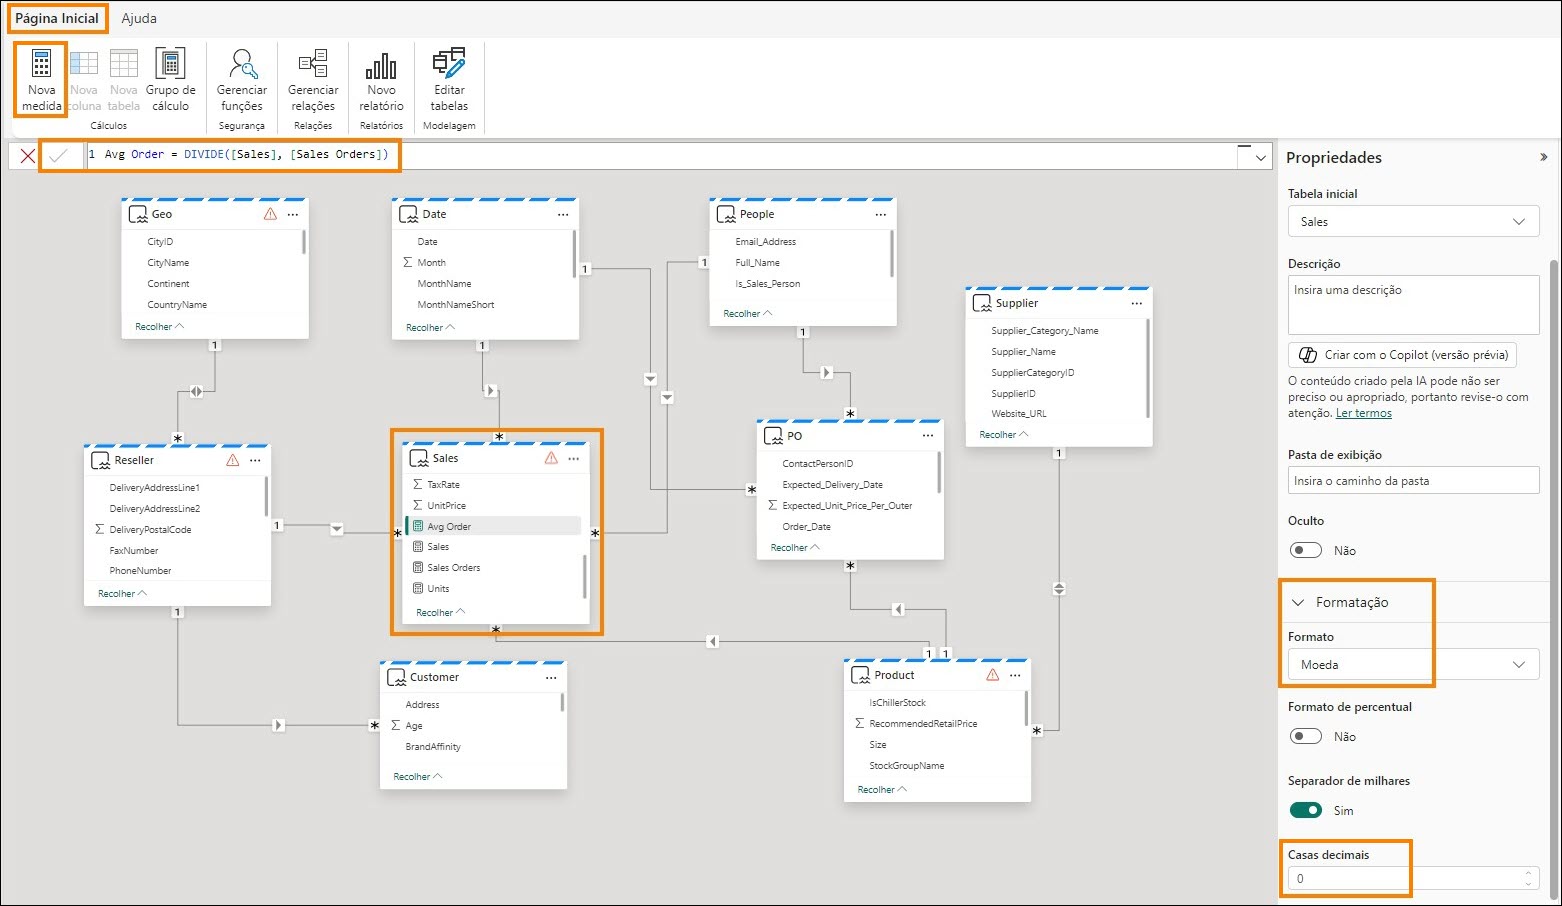 Página Inicial
Ajuda
Nova
medida
Nova
coluna
Nova
tabela
Grupo de
cálculo
Cálculos
Gerenciar
funções
Segurança
Gerenciar
relações
Relações
Novo
relatório
Relatórios
Editar
tabelas
Modelagem
1 Avg Order = DIVIDE([Sales], [Sales Orders])
Geo
CityID
CityName
Continent
CountryName
Recolher
1
*
Date
Date
Month
MonthName
MonthNameShort
Recolher
1
1
*
People
Email_Address
Full_Name
Is_Sales_Person
Recolher
1
1
*
Supplier
Supplier_Category_Name
Supplier_Name
SupplierCategoryID
SupplierID
Website_URL
Recolher
1
Reseller
DeliveryAddressLine1
DeliveryAddressLine2
DeliveryPostalCode
FaxNumber
PhoneNumber
Recolher
1
1
Sales
TaxRate
UnitPrice
Avg Order
Sales
Sales Orders
Units
Recolher
*
*
*
PO
ContactPersonID
Expected_Delivery_Date
Expected_Unit_Price_Per_Outer
Order_Date
Recolher
*
*
Customer
Address
Age
BrandAffinity
Recolher
*
1
1
Product
IsChillerStock
RecommendedRetailPrice
Size
StockGroupName
Recolher
*
Propriedades
Tabela inicial
Sales
Descrição
Insira uma descrição
Criar com o Copilot (versão prévia)
O conteúdo criado pela IA pode não ser
preciso ou apropriado, portanto revise-o com
atenção. Ler termos
Pasta de exibição
Insira o caminho da pasta
Oculto
Não
Formatação
Formato
Moeda
Formato de percentual
Não
Separador de milhares
Sim
Casas decimais
0